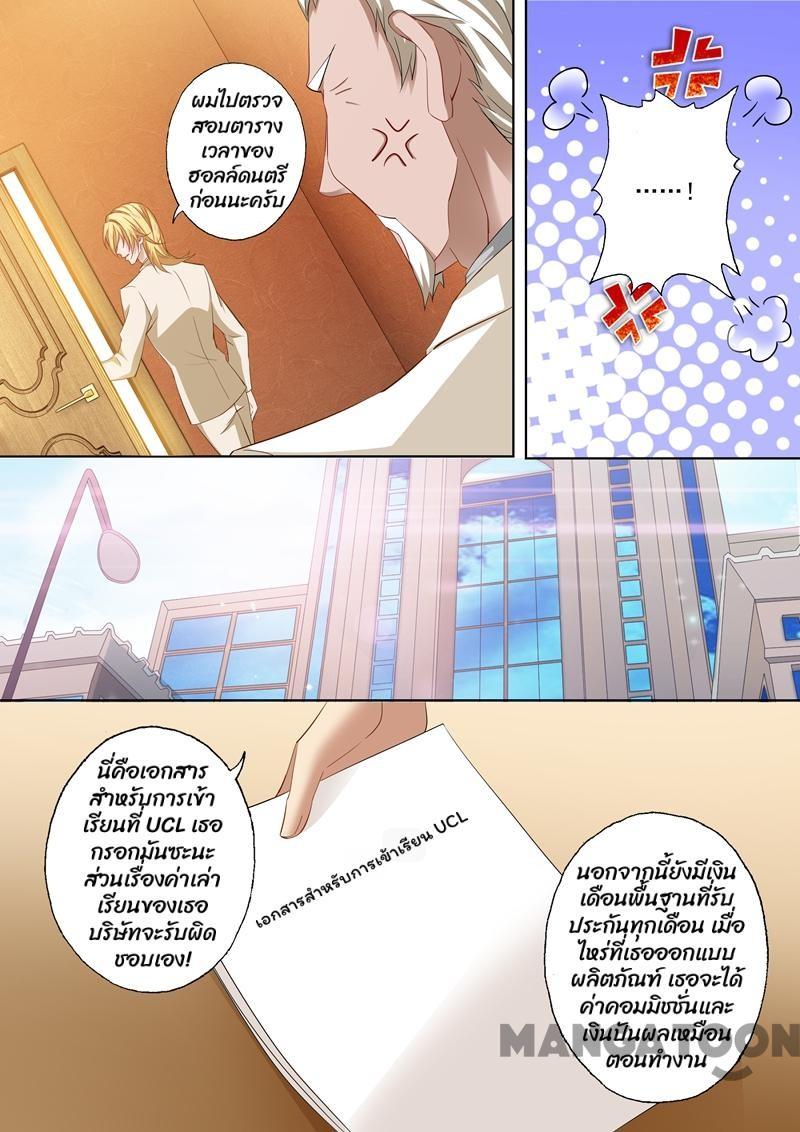 ผมไปตรวจ
สอบตาราง
เวลาของ
ฮอลล์ดนตรี
ก่อนนะครับ
……!
นี่คือเอกสาร
สำหรับการเข้า
เรียนที่ UCL เธอ
กรอกมันซะนะ
ส่วนเรื่องค่าเล่า
เรียนของเธอ
บริษัทจะรับผิด
ชอบเอง!
เอกสารสำหรับการเข้าเรียน UCL
นอกจากนี้ยังมีเงิน
เดือนพื้นฐานที่รับ
ประกันทุกเดือน เมื่อ
ไหร่ที่เธอออกแบบ
ผลิตภัณฑ์ เธอจะได้
ค่าคอมมิชชั่นและ
เงินปันผลเหมือน
ตอนทำงาน
MANGATOON